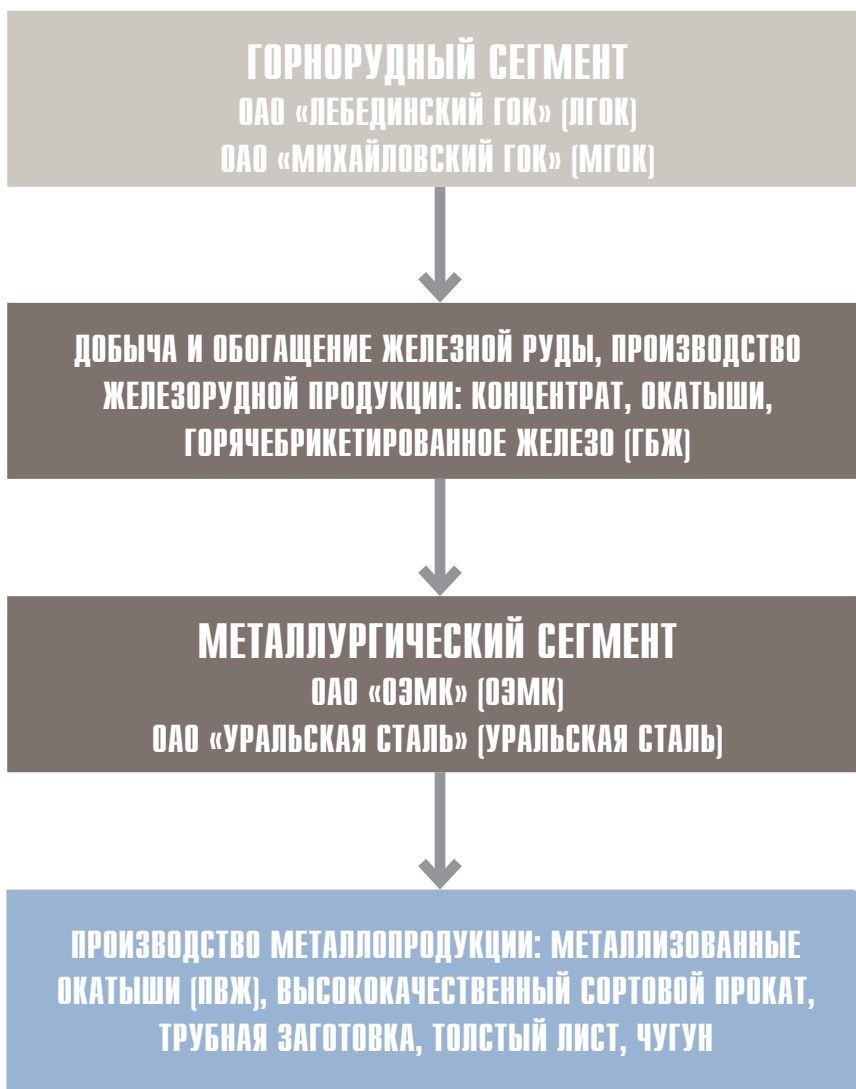 ГОРНОРУДНЫЙ СЕГМЕНТ
ОАО «ЛЕБЕДИНСКИЙ ГОК» (ЛГОК)
ОАО «МИХАЙЛОВСКИЙ ГОК» (МГОК)
ДОБЫЧА И ОБОГАЩЕНИЕ ЖЕЛЕЗНОЙ РУДЫ, ПРОИЗВОДСТВО
ЖЕЛЕЗОРУДНОЙ ПРОДУКЦИИ: КОНЦЕНТРАТ, ОКАТЫШИ,
ГОРЯЧЕБРИКЕТИРОВАННОЕ ЖЕЛЕЗО (ГБЖ)
МЕТАЛЛУРГИЧЕСКИЙ СЕГМЕНТ
ОАО «ОЭМК» (ОЭМК)
ОАО «УРАЛЬСКАЯ СТАЛЬ» (УРАЛЬСКАЯ СТАЛЬ)
ПРОИЗВОДСТВО МЕТАЛЛОПРОДУКЦИИ: МЕТАЛЛИЗОВАННЫЕ
ОКАТЫШИ (ПВЖ), ВЫСОКОКАЧЕСТВЕННЫЙ СОРТОВОЙ ПРОКАТ,
ТРУБНАЯ ЗАГОТОВКА, ТОЛСТЫЙ ЛИСТ, ЧУГУН